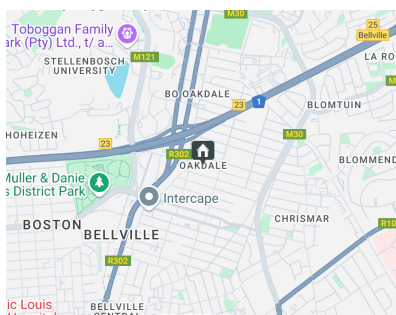 M30
Toboggan Family
ark (Pty) Ltd., t/ a...
25
Bellville
M121
STELLENBOSCH
UNIVERSITY
LA RO
BO OAKDALE
23
1
BLOMTUIN
HOHEIZEN
23
M30
R302
OAKDALE
BLOMMEND
Muller & Danie
s District Park
Intercape
CHRISMAR
R10
BOSTON
BELLVILLE
R302
ic Louis
BELLVILLE
CENTRAL